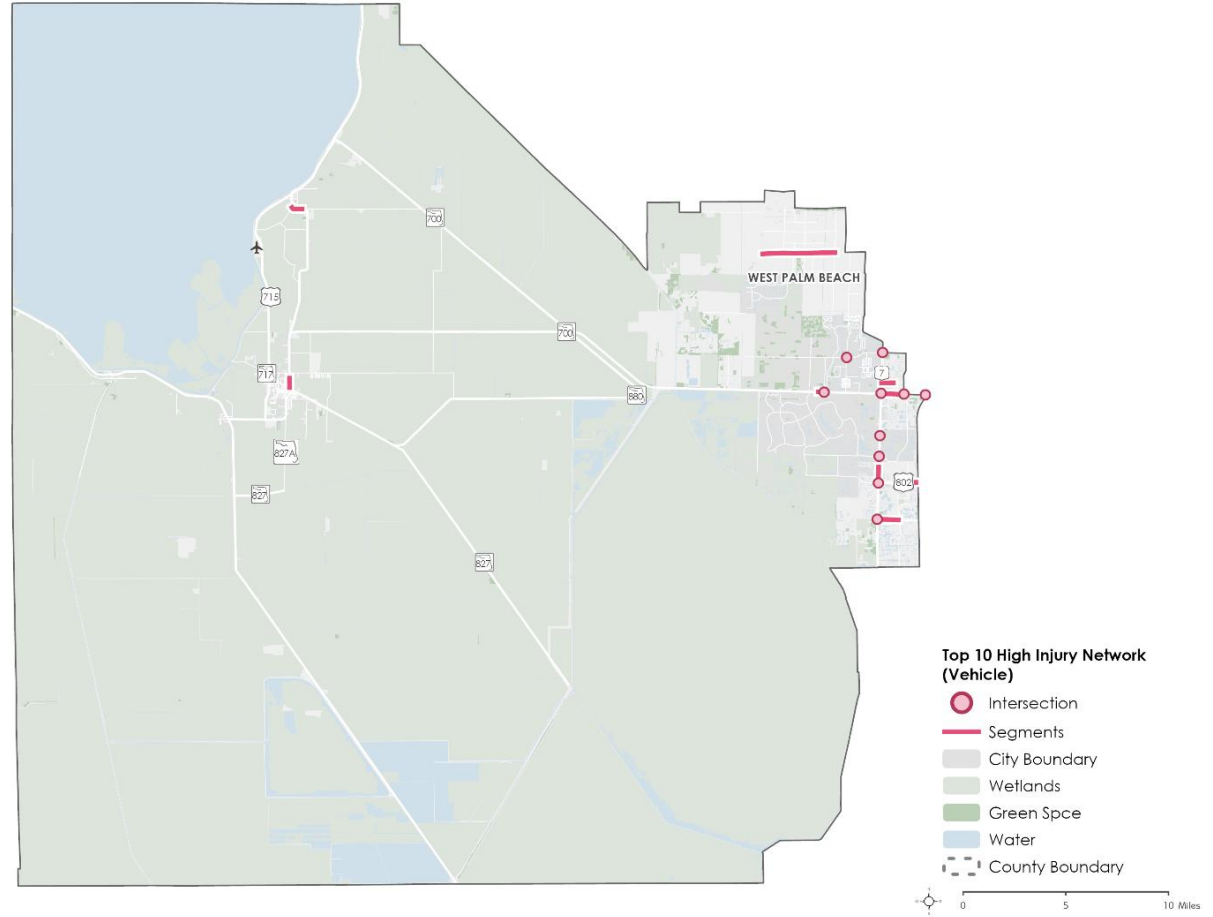 700
WEST PALM BEACH
715
700
7
717
880
827A
802
827
827
Top 10 High Injury Network
(Vehicle)
Intersection
Segments
City Boundary
Wetlands
Green Spce
Water
County Boundary
0 5 10 Miles